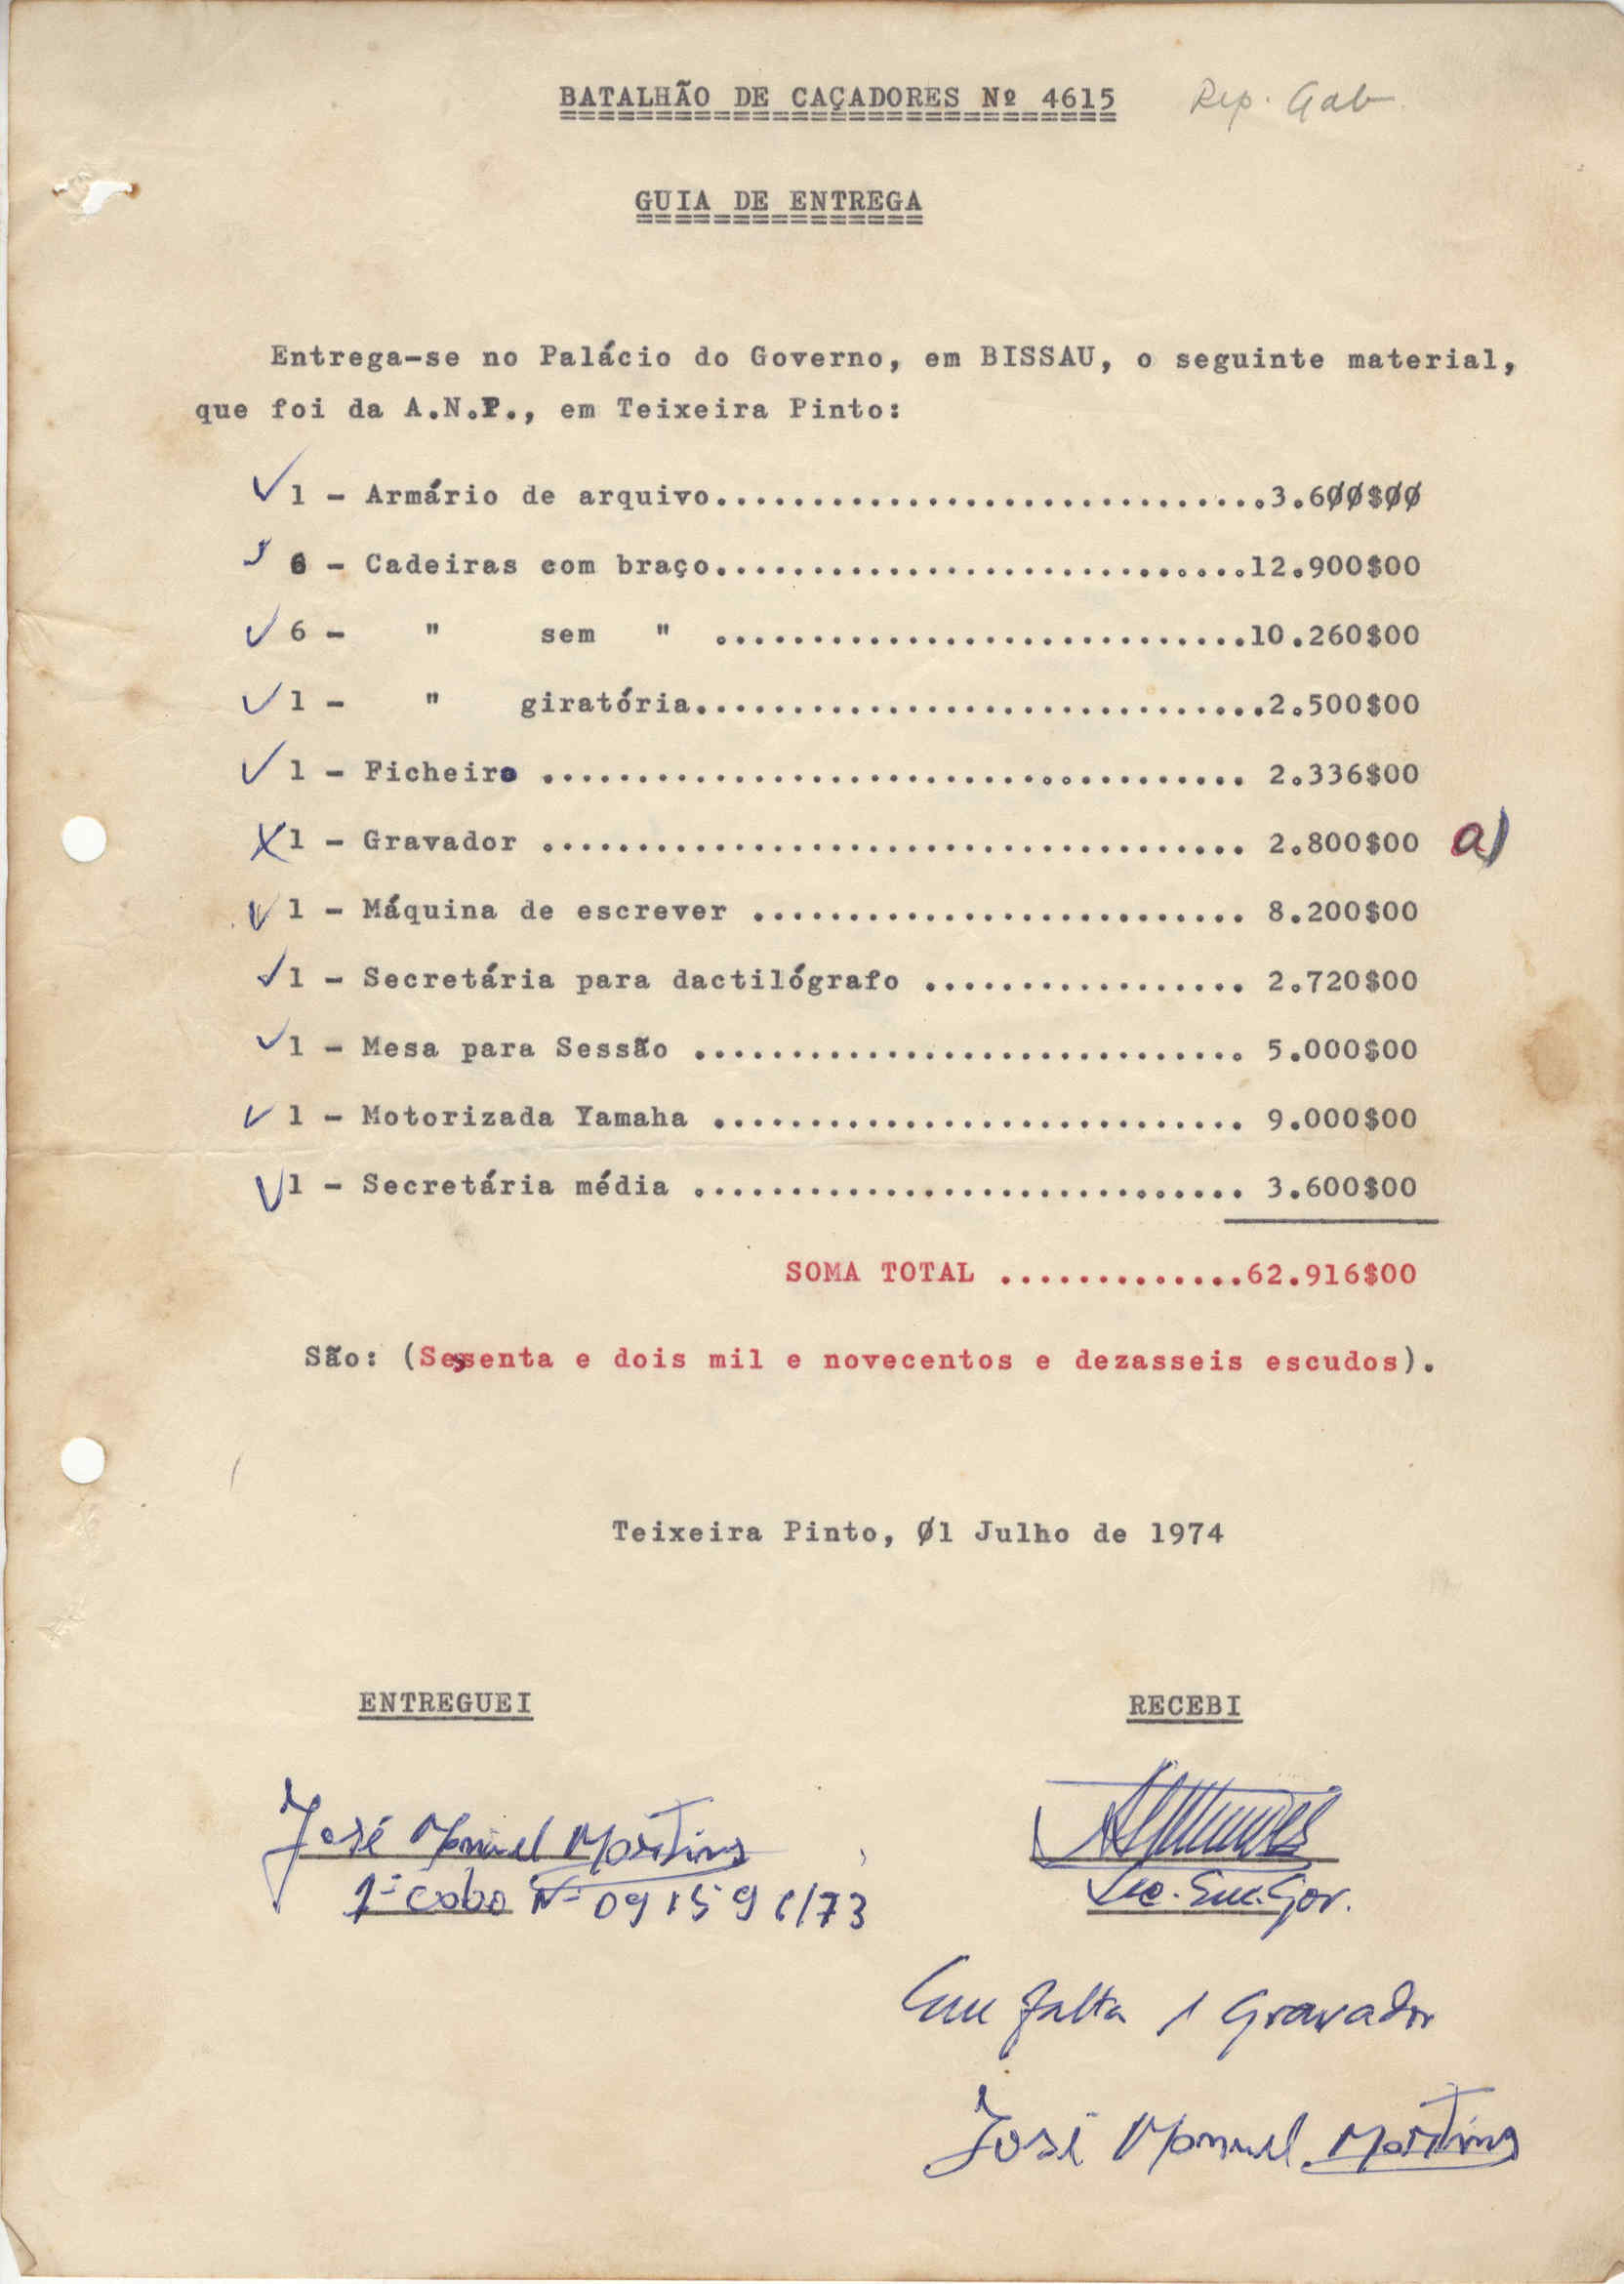 BATALHÃO DE CAÇADORES Nº 4615
Rep. Gab
GUIA DE ENTREGA
Entrega-se no Palácio do Governo, em BISSAU, o seguinte material,
que foi da A.N.P., em Teixeira Pinto:
1 - Armário de arquivo.............................3.600$00
6 - Cadeiras com braço............................12.900$00
6 - " sem " ............................10.260$00
1 - " giratória..............................2.500$00
1 - Ficheiro ..................................... 2.336$00
X 1 - Gravador ..................................... 2.800$00 a)
1 - Máquina de escrever .......................... 8.200$00
1 - Secretária para dactilógrafo ................. 2.720$00
1 - Mesa para Sessão ............................. 5.000$00
1 - Motorizada Yamaha ............................ 9.000$00
1 - Secretária média ............................. 3.600$00
SOMA TOTAL .............62.916$00
São: (Sessenta e dois mil e novecentos e dezasseis escudos).
Teixeira Pinto, 01 Julho de 1974
ENTREGUEI
RECEBI
José Manuel Martins
1º cabo Nº 09159 /73
Gov.
Em falta 1 Gravador
José Manuel Martins